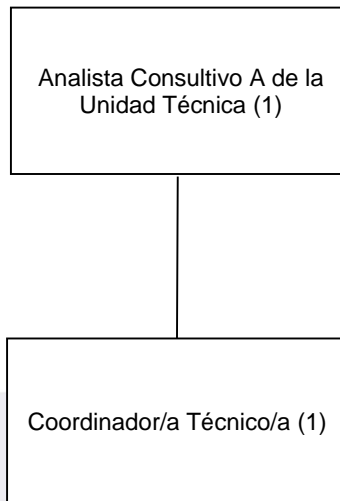 Analista Consultivo A de la
Unidad Técnica (1)
Coordinador/a Técnico/a (1)